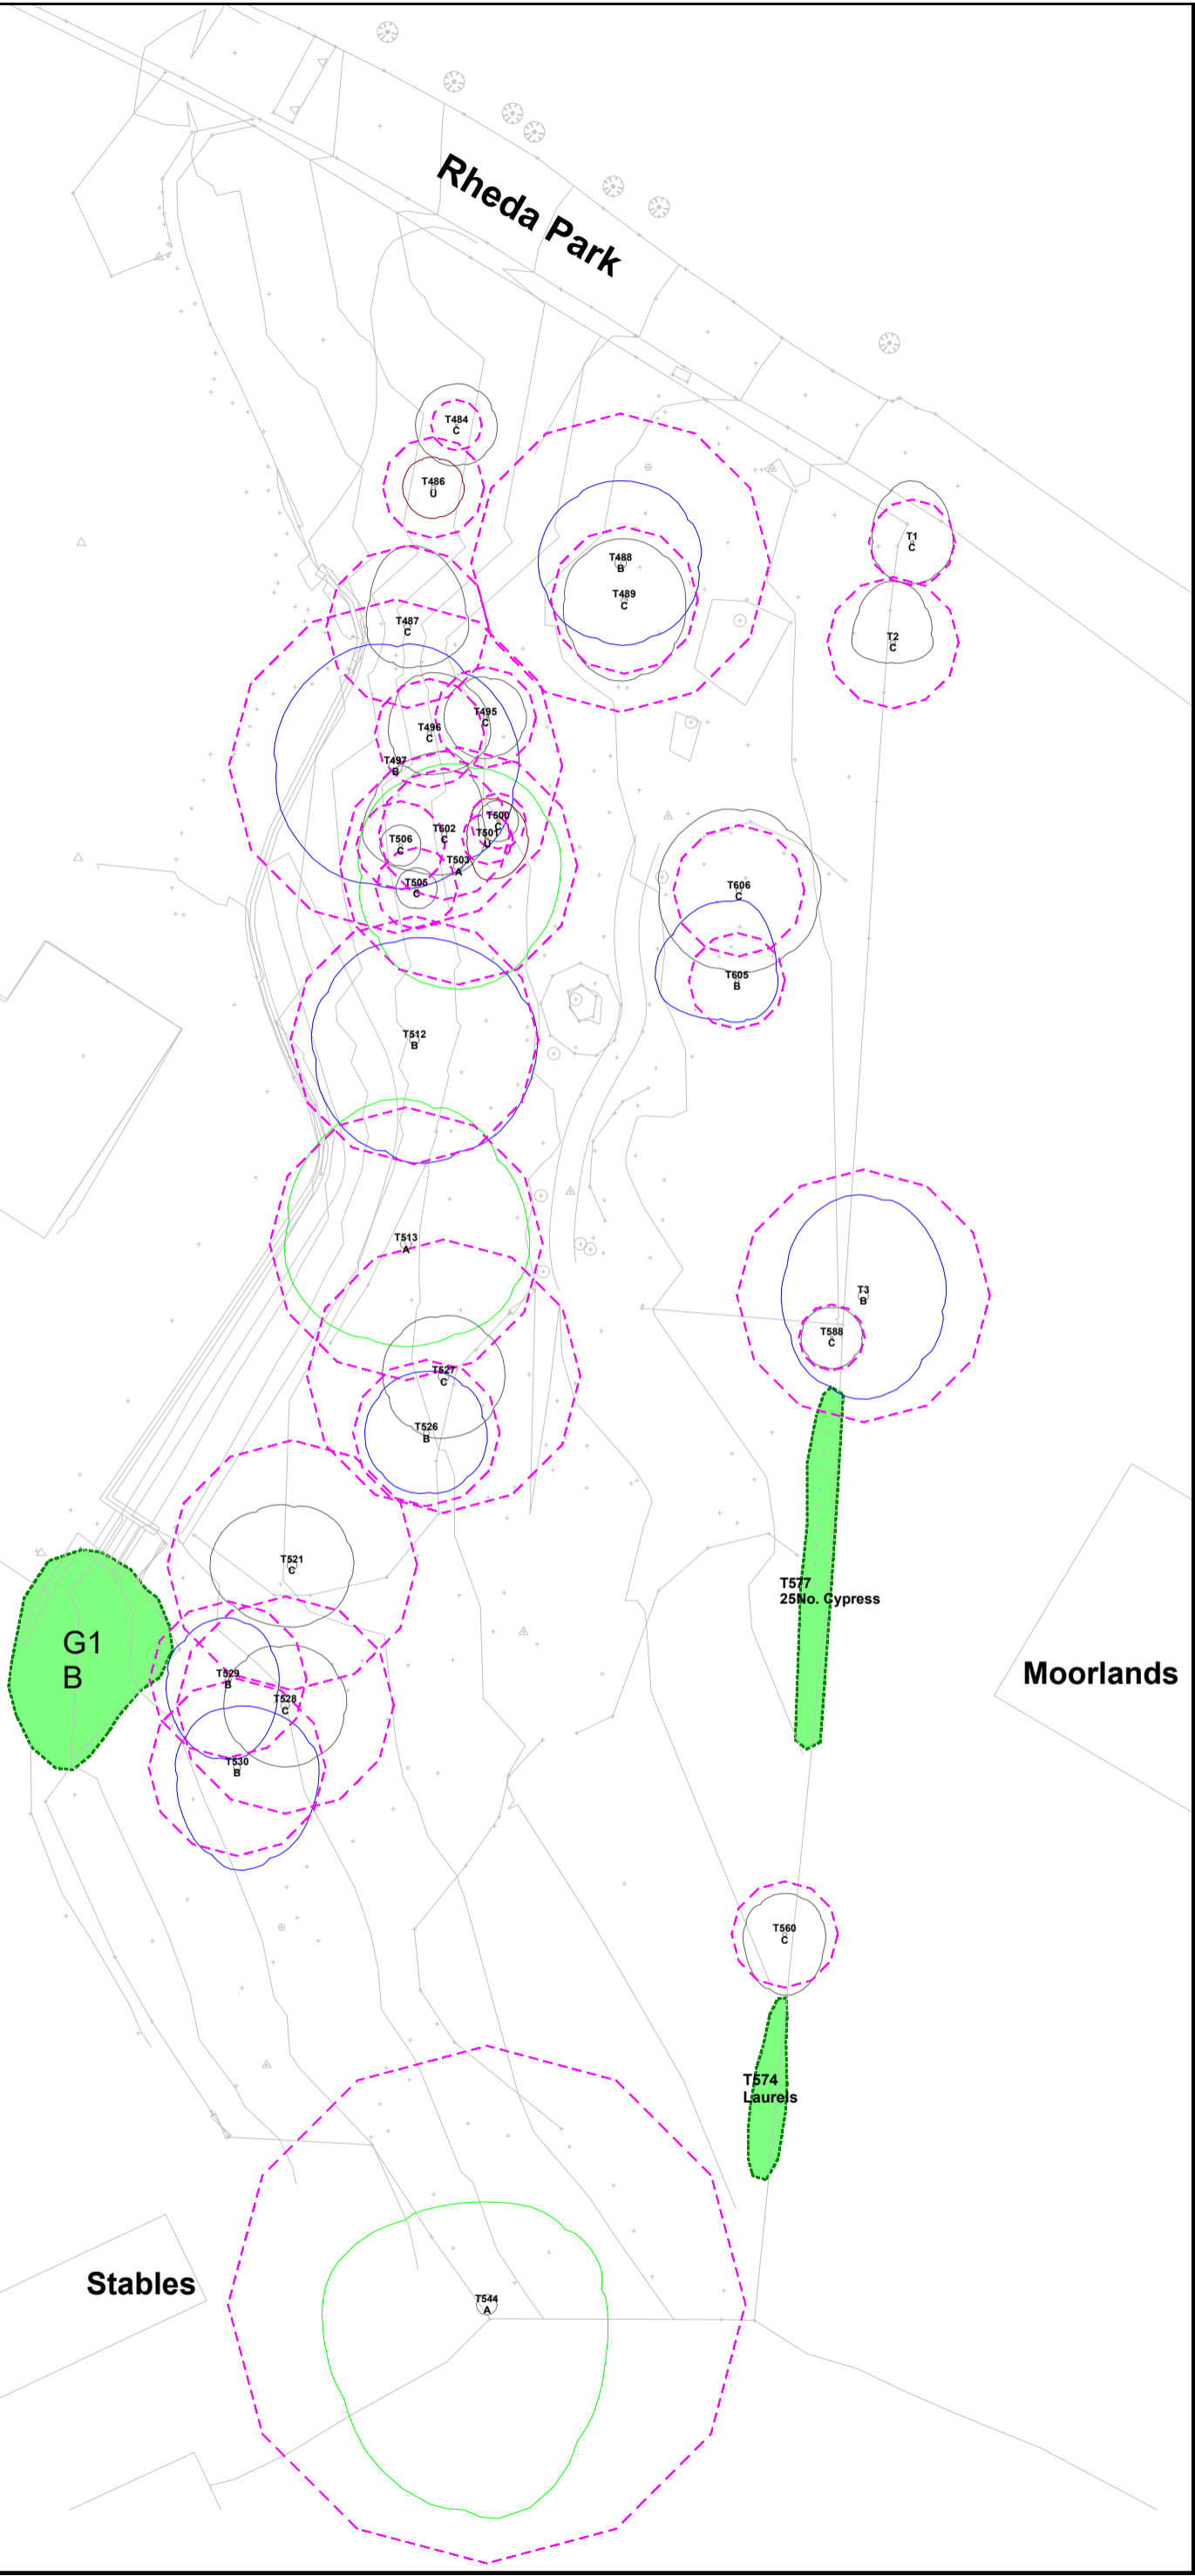 Rheda Park
T484
C
T486
U
T1
C
T488
B
T489
C
T487
C
T2
C
T495
C
T496
C
T497
B
T500
C
T501
U
T502
C
T506
C
T503
A
T505
C
T606
C
T605
B
T512
B
T513
A
T3
B
T588
C
T527
C
T526
B
T521
C
T577
25No. Cypress
G1
B
Moorlands
T529
B
T528
C
T530
B
T560
C
T574
Laurels
Stables
T544
A